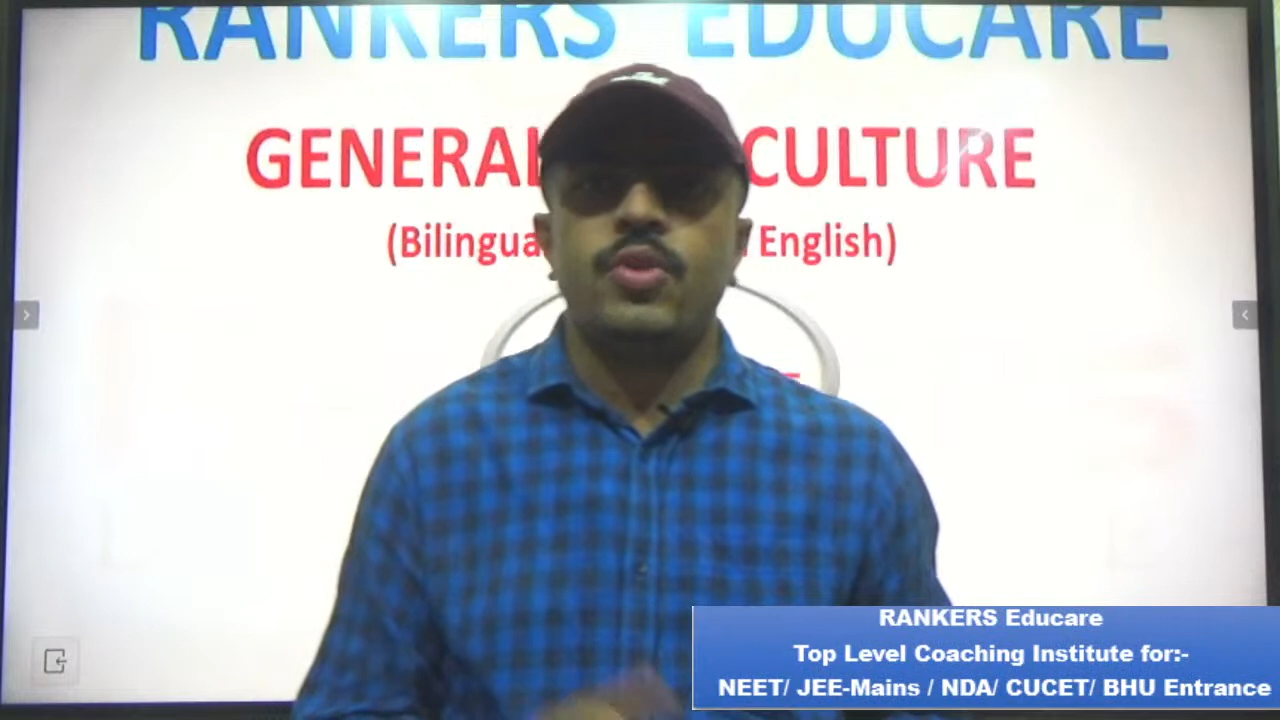 RANKERS EDUCARE
GENERAL CULTURE
(Bilingua English)
RANKERS Educare
Top Level Coaching Institute for:-
NEET/ JEE-Mains / NDA/ CUCET/ BHU Entrance